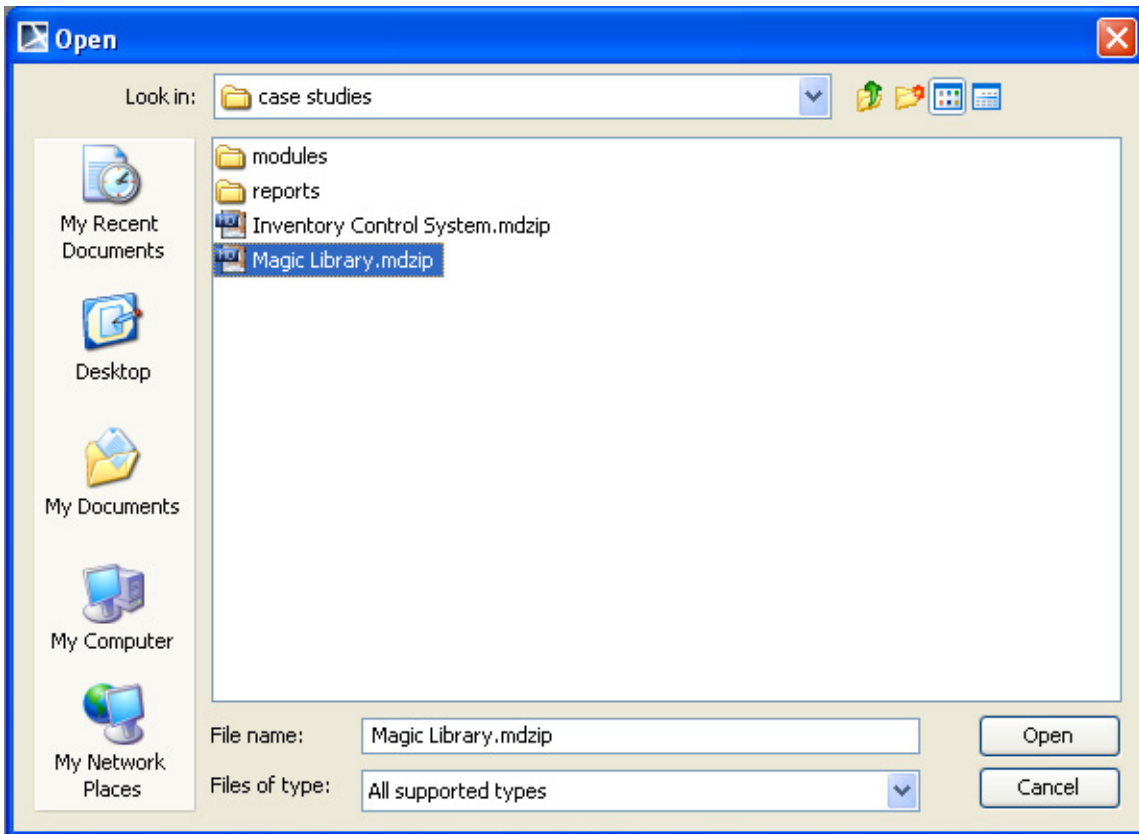 Open
Look in:
case studies
modules
reports
Inventory Control System.mdzip
Magic Library.mdzip
My Recent
Documents
Desktop
My Documents
My Computer
My Network
Places
File name:
Magic Library.mdzip
Open
Files of type:
All supported types
Cancel